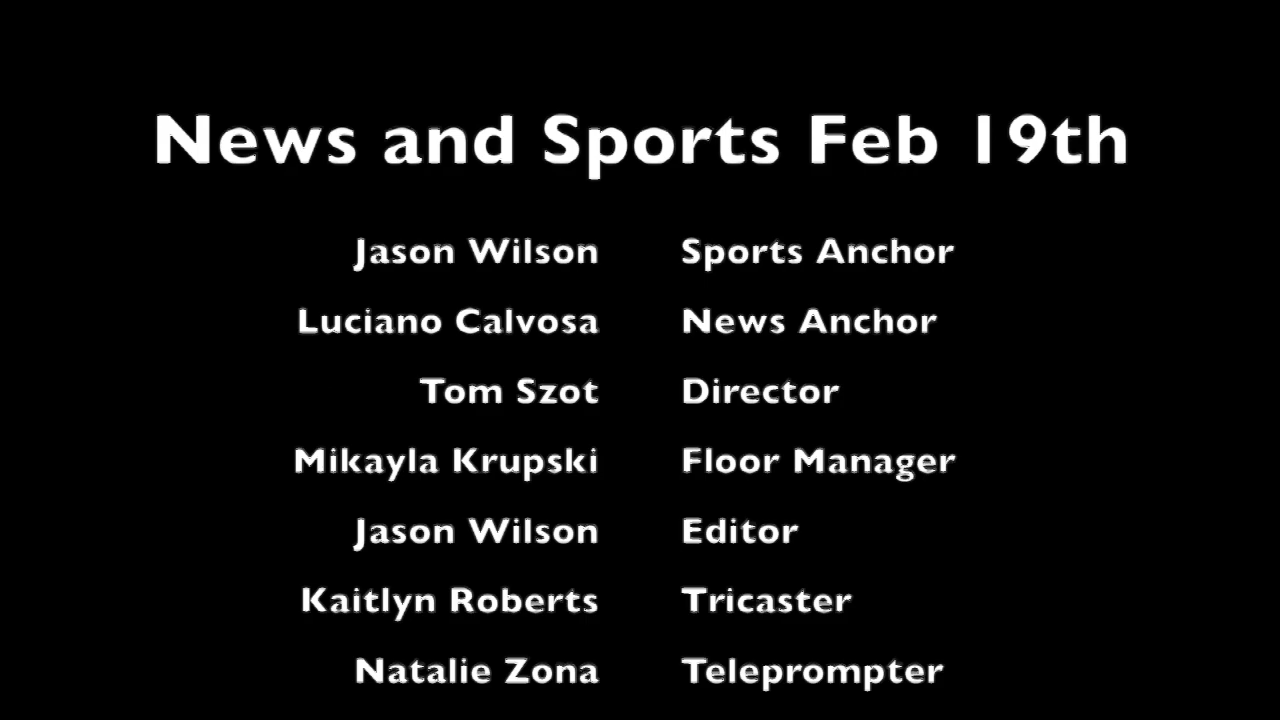 News and Sports Feb 19th
Jason Wilson Sports Anchor
Luciano Calvosa News Anchor
Tom Szot Director
Mikayla Krupski Floor Manager
Jason Wilson Editor
Kaitlyn Roberts Tricaster
Natalie Zona Teleprompter